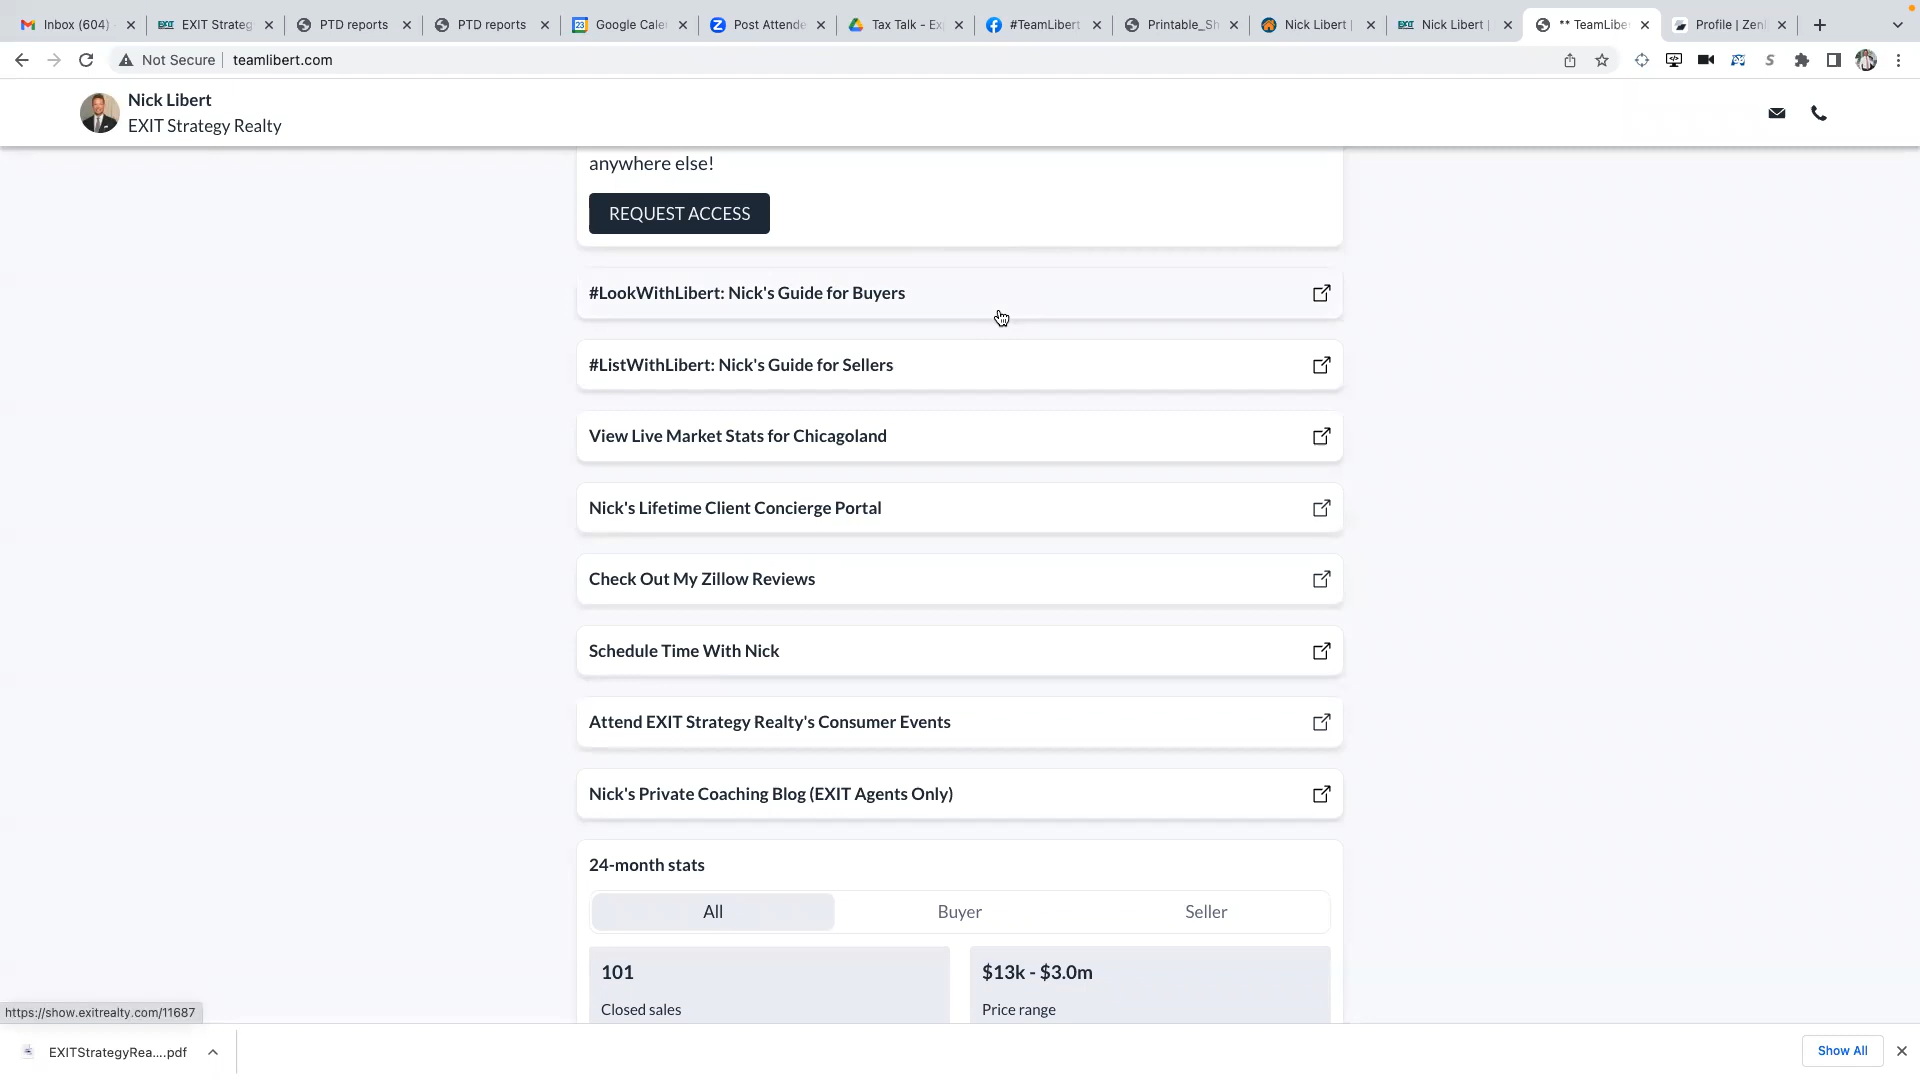 Inbox (604)
EXIT Strateg
PTD reports
PTD reports
23
Google Cale
Post Attende
Tax Talk - Ex
#TeamLibert
Printable_Sh
Nick Libert |
EXIT
Nick Libert |
** TeamLibe
Profile | Zen
Not Secure
teamlibert.com
Nick Libert
EXIT Strategy Realty
anywhere else!
REQUEST ACCESS
#LookWithLibert: Nick's Guide for Buyers
#ListWithLibert: Nick's Guide for Sellers
View Live Market Stats for Chicagoland
Nick's Lifetime Client Concierge Portal
Check Out My Zillow Reviews
Schedule Time With Nick
Attend EXIT Strategy Realty's Consumer Events
Nick's Private Coaching Blog (EXIT Agents Only)
24-month stats
All
Buyer
Seller
101
$13k - $3.0m
Closed sales
Price range
https://show.exitrealty.com/11687
EXITStrategyRea....pdf
Show All